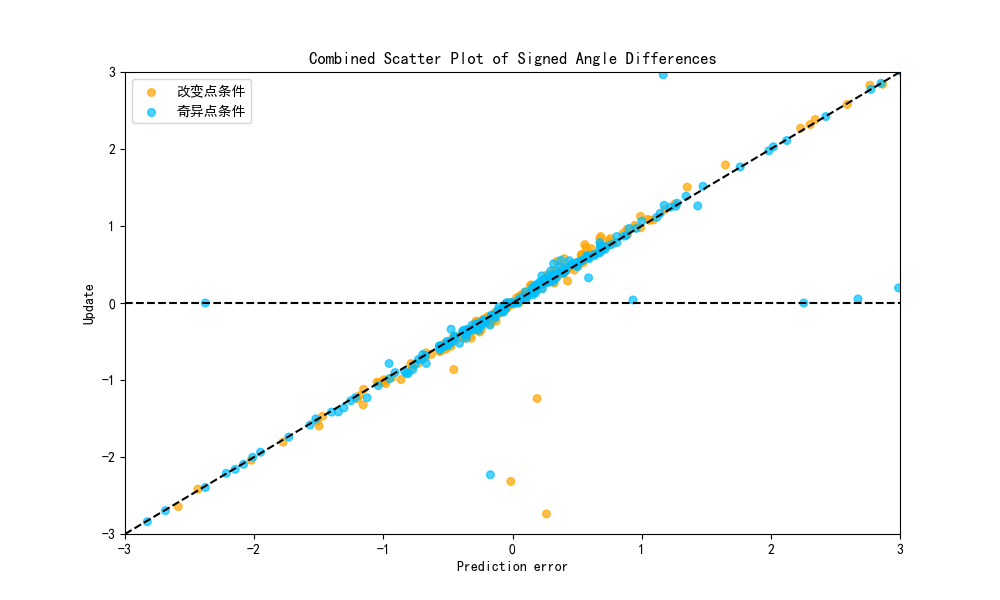 Combined Scatter Plot of Signed Angle Differences
改变点条件
奇异点条件
3
2
1
0
−1
−2
−3
Update
−3 −2 −1 0 1 2 3
Prediction error